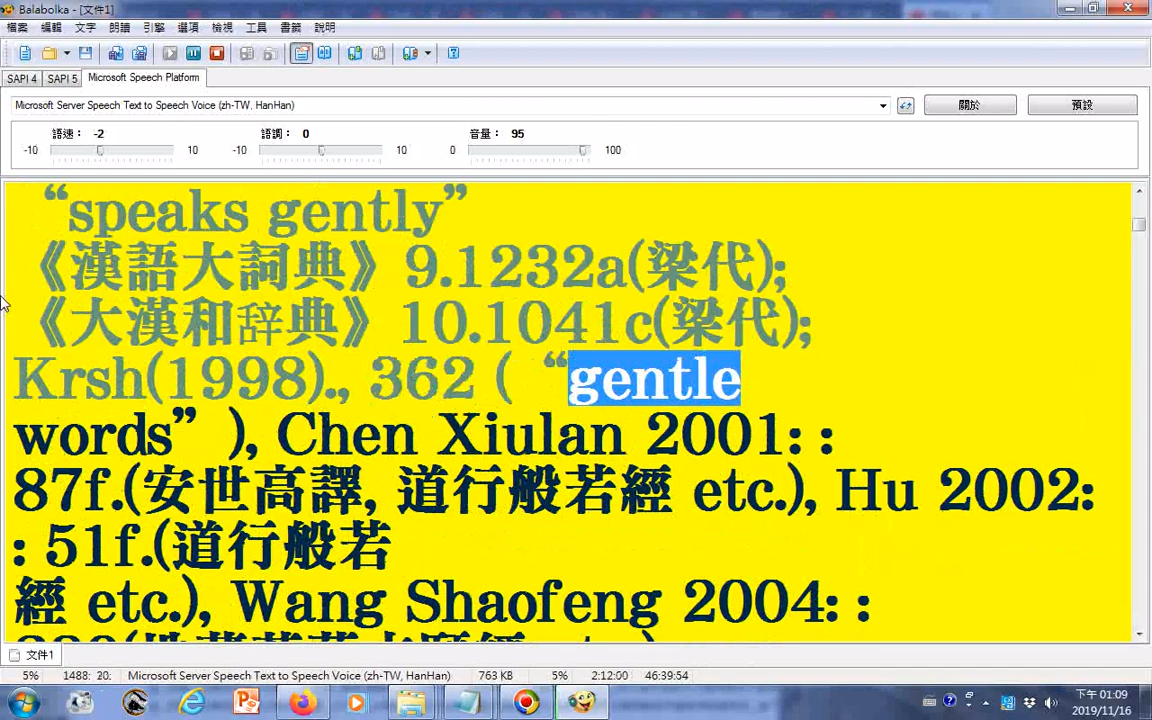 Balabolka - [文件1]
檔案 編輯 文字 朗讀 引擎 選項 檢視 工具 書籤 說明
SAPI 4 SAPI 5 Microsoft Speech Platform
Microsoft Server Speech Text to Speech Voice (zh-TW, HanHan) 關於 預設
語速： -2 語調： 0 音量： 95
-10 10 -10 10 0 100
“speaks gently”
《漢語大詞典》 9.1232a(梁代);
《大漢和辞典》 10.1041c(梁代);
Krsh(1998)., 362 ( “gentle
words” ), Chen Xiulan 2001: :
87f.(安世高譯, 道行般若經 etc.), Hu 2002:
: 51f.(道行般若
經 etc.), Wang Shaofeng 2004: :
文件1
5% 1488: 20: Microsoft Server Speech Text to Speech Voice (zh-TW, HanHan) 763 KB 5% 2:12:00 46:39:54
下午 01:09
2019/11/16